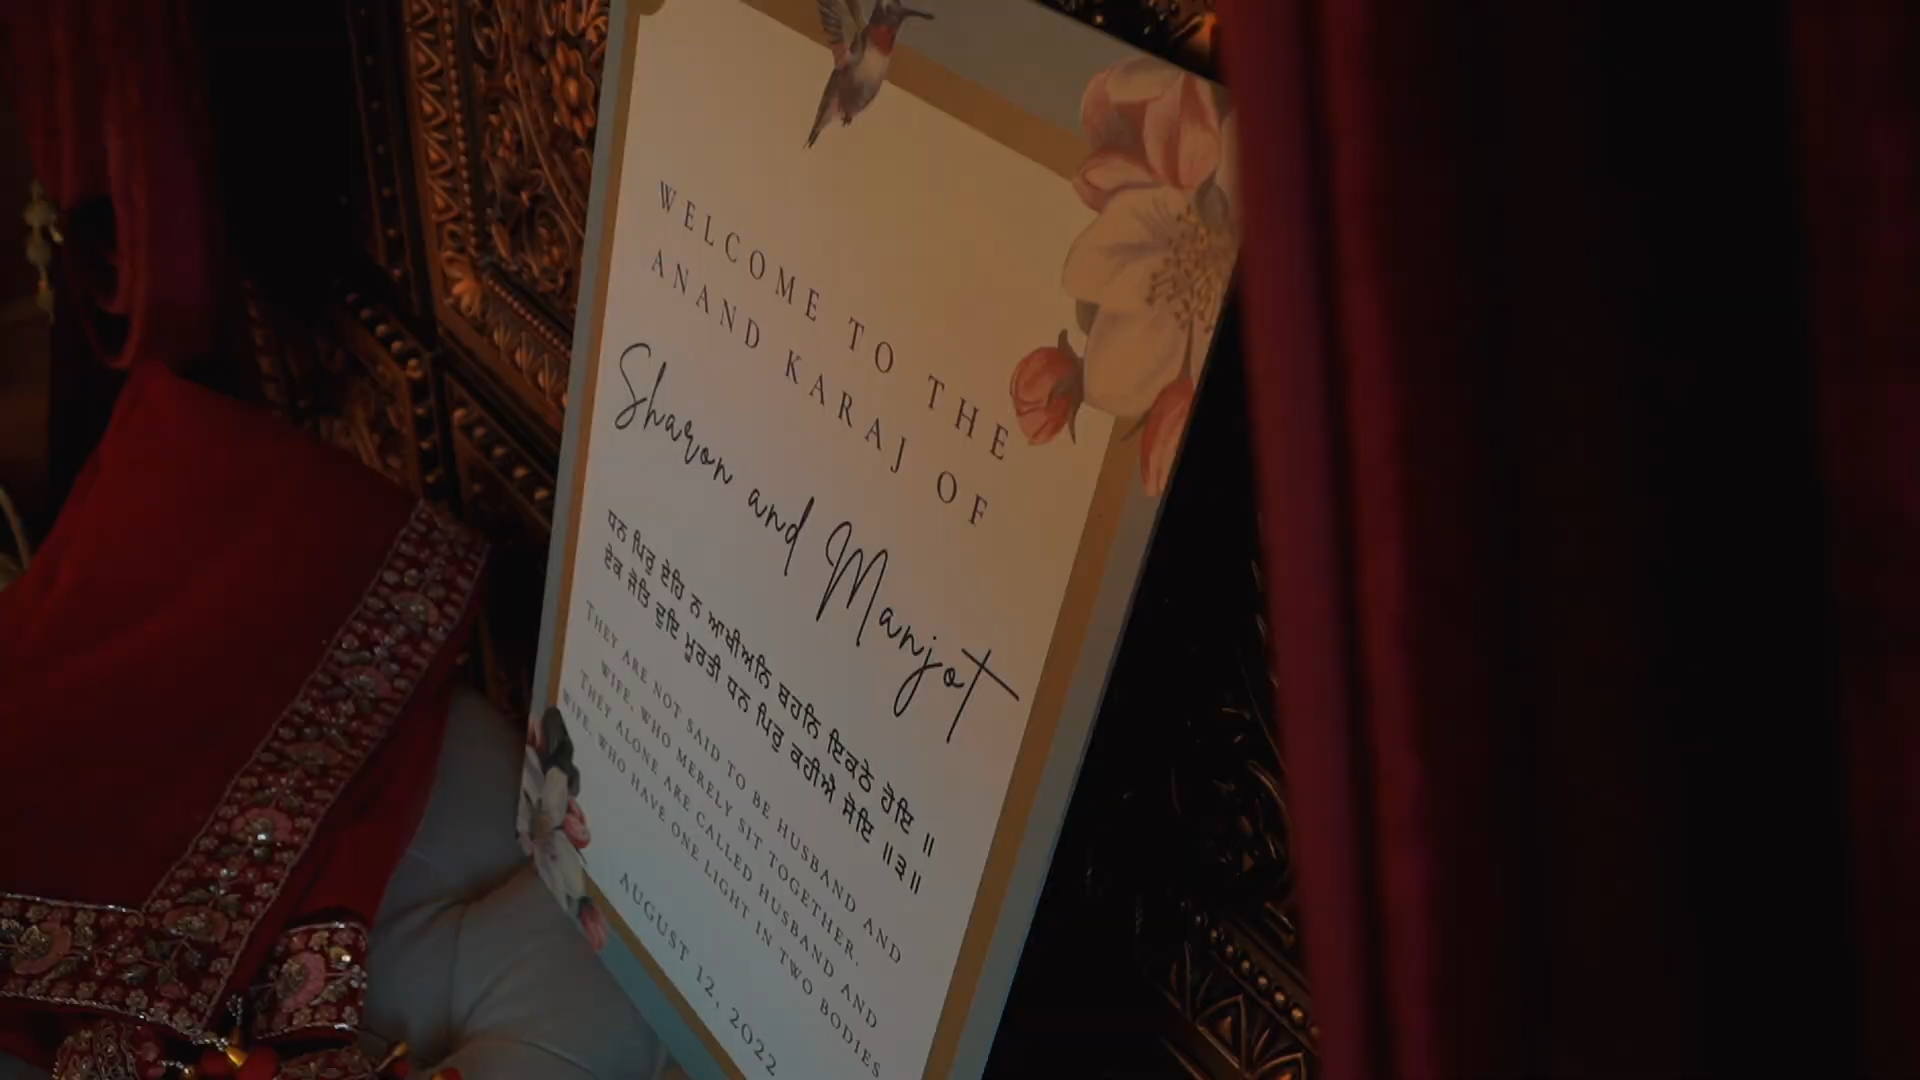 WELCOME TO THE
ANAND KARAJ OF
Sharon and Manjot
ਧਨ ਪਿਰੁ ਏਹਿ ਨ ਆਖੀਅਨਿ ਬਹਨਿ ਇਕਠੇ ਹੋਇ ॥
ਏਕ ਜੋਤਿ ਦੁਇ ਮੂਰਤੀ ਧਨ ਪਿਰੁ ਕਹੀਐ ਸੋਇ ॥੩॥
THEY ARE NOT SAID TO BE HUSBAND AND
WIFE, WHO MERELY SIT TOGETHER.
THEY ALONE ARE CALLED HUSBAND AND
WIFE, WHO HAVE ONE LIGHT IN TWO BODIES
AUGUST 12, 2022